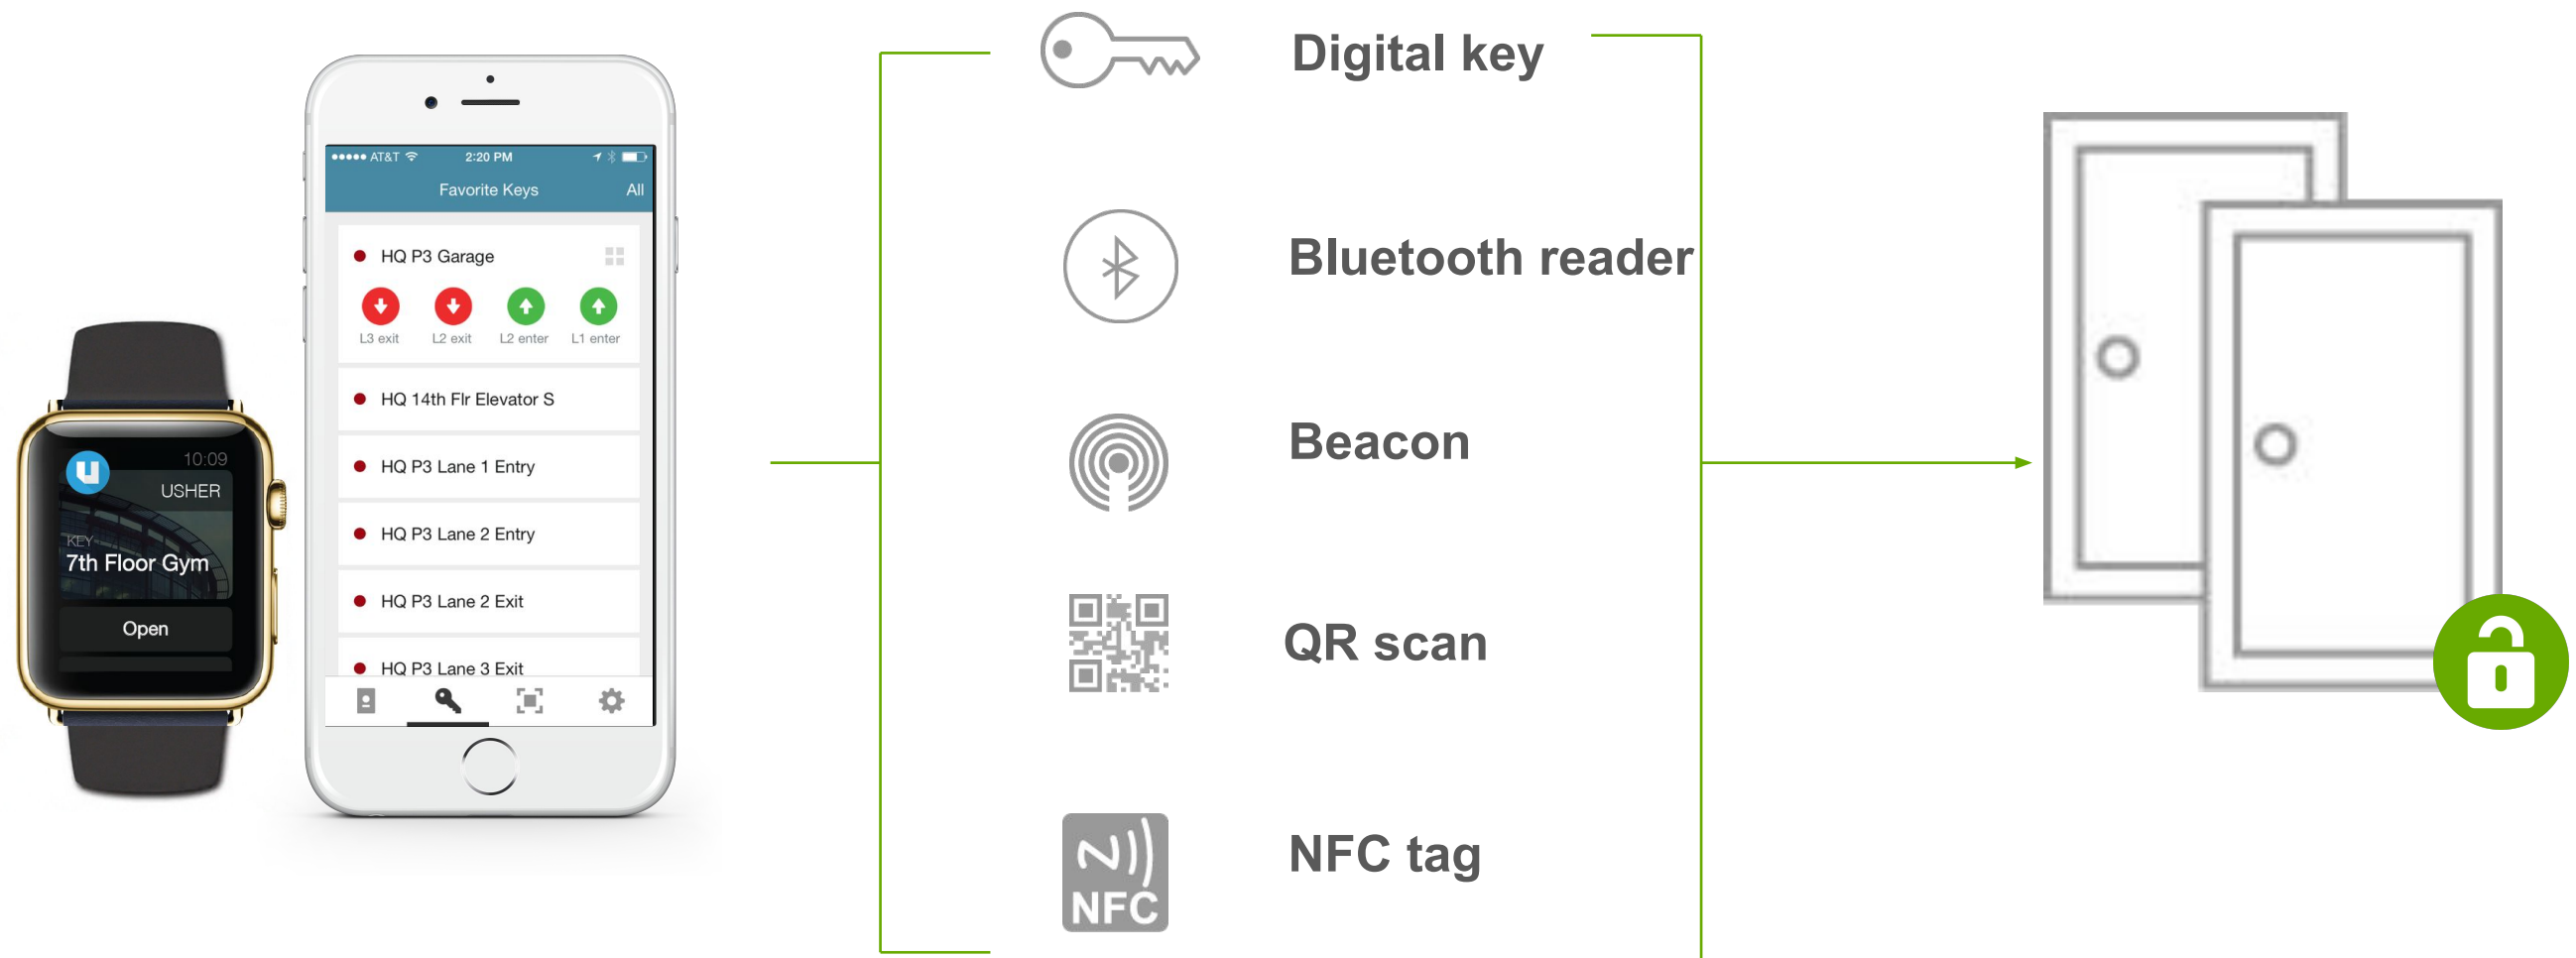 10:09
USHER
KEY
7th Floor Gym
Open
AT&T 2:20 PM
Favorite Keys All
HQ P3 Garage
L3 exit L2 exit L2 enter L1 enter
HQ 14th Flr Elevator S
HQ P3 Lane 1 Entry
HQ P3 Lane 2 Entry
HQ P3 Lane 2 Exit
HQ P3 Lane 3 Exit
Digital key
Bluetooth reader
Beacon
QR scan
NFC
NFC tag